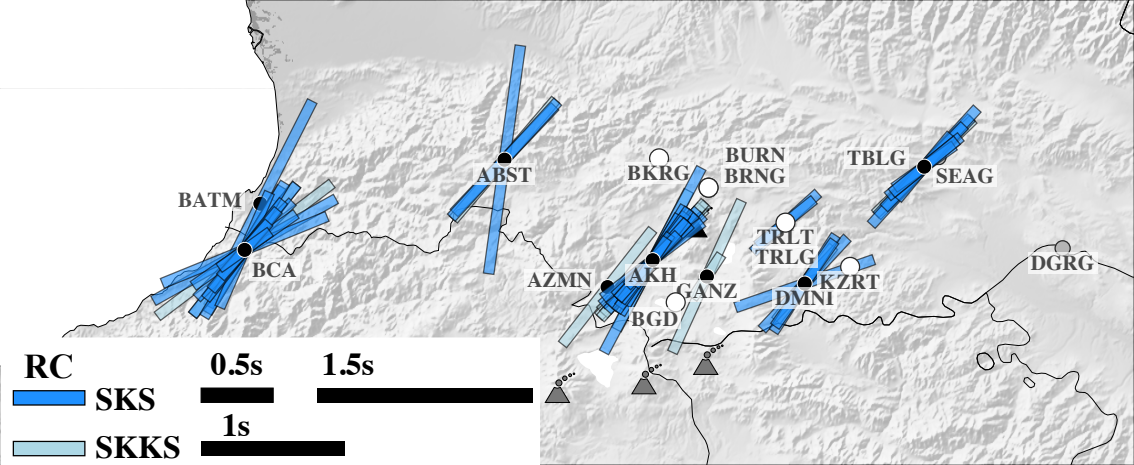 BURN
BKRG
BRNG
TBLG
SEAG
ABST
BATM
TRLT
TRLG
DGRG
BCA
AZMN
AKH
GANZ
KZRT
DMNI
BGD
RC
0.5s
1.5s
SKS
1s
SKKS